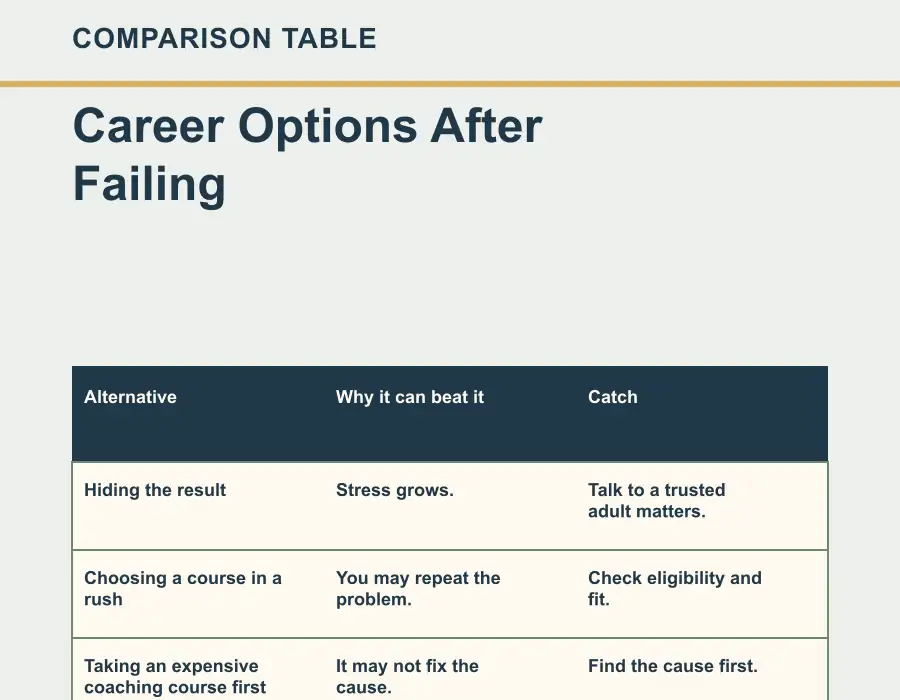 COMPARISON TABLE
Career Options After
Failing
Alternative
Why it can beat it
Catch
Hiding the result
Stress grows.
Talk to a trusted
adult matters.
Choosing a course in a
rush
You may repeat the
problem.
Check eligibility and
fit.
Taking an expensive
coaching course first
It may not fix the
cause.
Find the cause first.